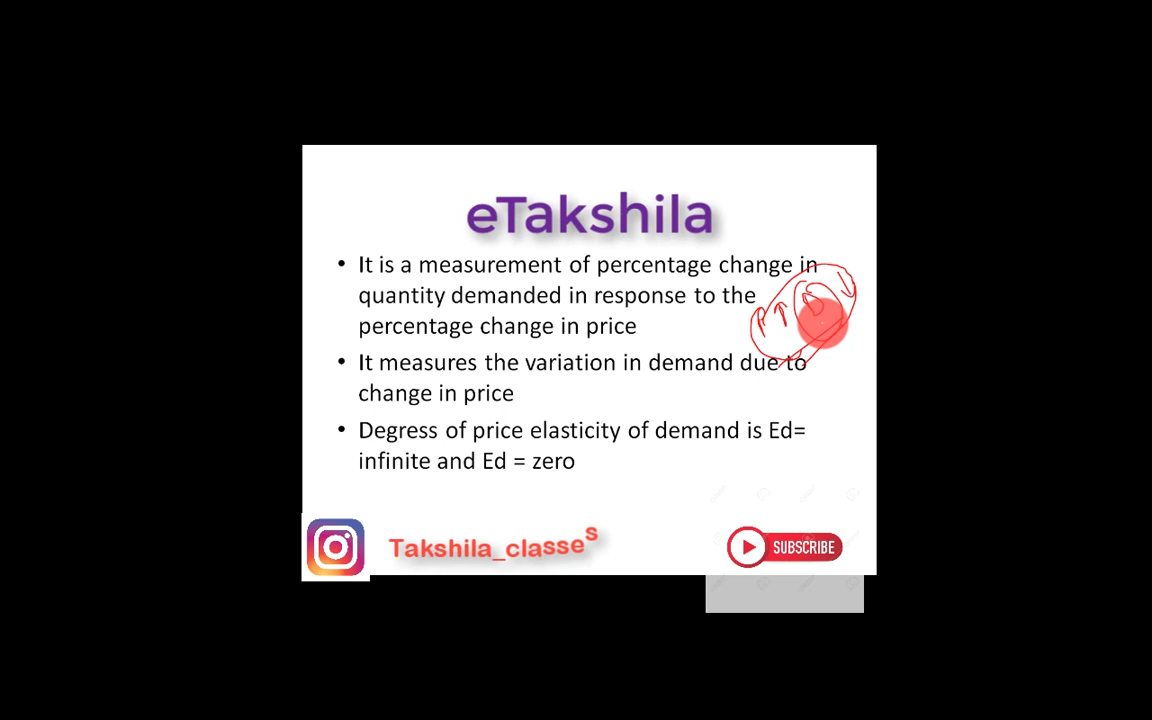 eTakshila
• It is a measurement of percentage change in
quantity demanded in response to the
percentage change in price
P↑ D ↓
• It measures the variation in demand due to
change in price
• Degress of price elasticity of demand is Ed=
infinite and Ed = zero
Takshila_classes
SUBSCRIBE